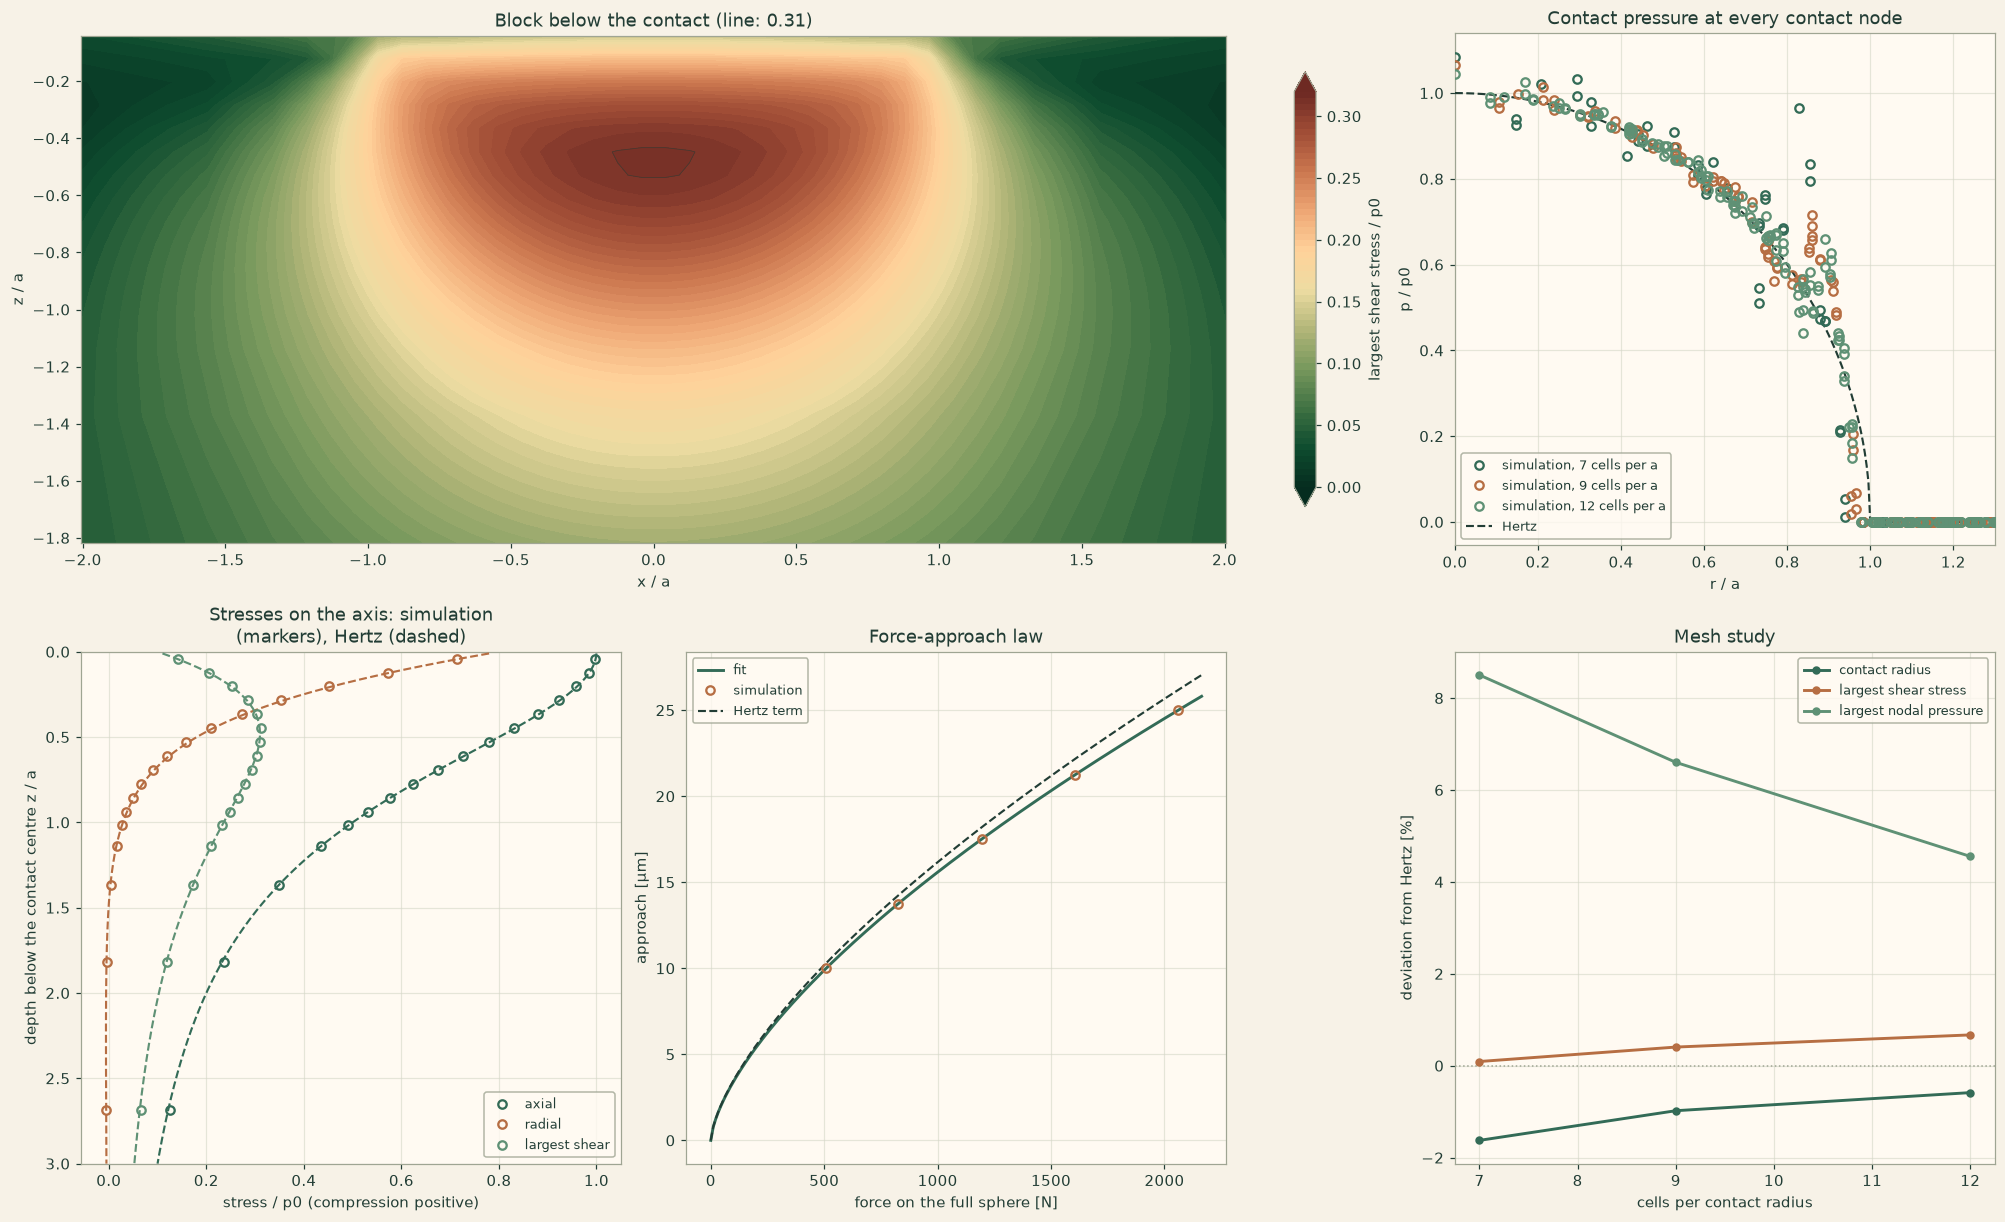 Block below the contact (line: 0.31)
−0.2
−0.4
−0.6
−0.8
−1.0
−1.2
−1.4
−1.6
−1.8
z / a
−2.0
−1.5
−1.0
−0.5
0.0
0.5
1.0
1.5
2.0
x / a
0.30
0.25
0.20
0.15
0.10
0.05
0.00
largest shear stress / p0
Contact pressure at every contact node
1.0
0.8
0.6
0.4
0.2
0.0
p / p0
simulation, 7 cells per a
simulation, 9 cells per a
simulation, 12 cells per a
Hertz
0.0
0.2
0.4
0.6
0.8
1.0
1.2
r / a
Stresses on the axis: simulation
(markers), Hertz (dashed)
0.0
0.5
1.0
1.5
2.0
2.5
3.0
depth below the contact centre z / a
axial
radial
largest shear
0.0
0.2
0.4
0.6
0.8
1.0
stress / p0 (compression positive)
Force-approach law
fit
simulation
Hertz term
25
20
15
10
5
0
approach [µm]
0
500
1000
1500
2000
force on the full sphere [N]
Mesh study
contact radius
largest shear stress
largest nodal pressure
8
6
4
2
0
−2
deviation from Hertz [%]
7
8
9
10
11
12
cells per contact radius